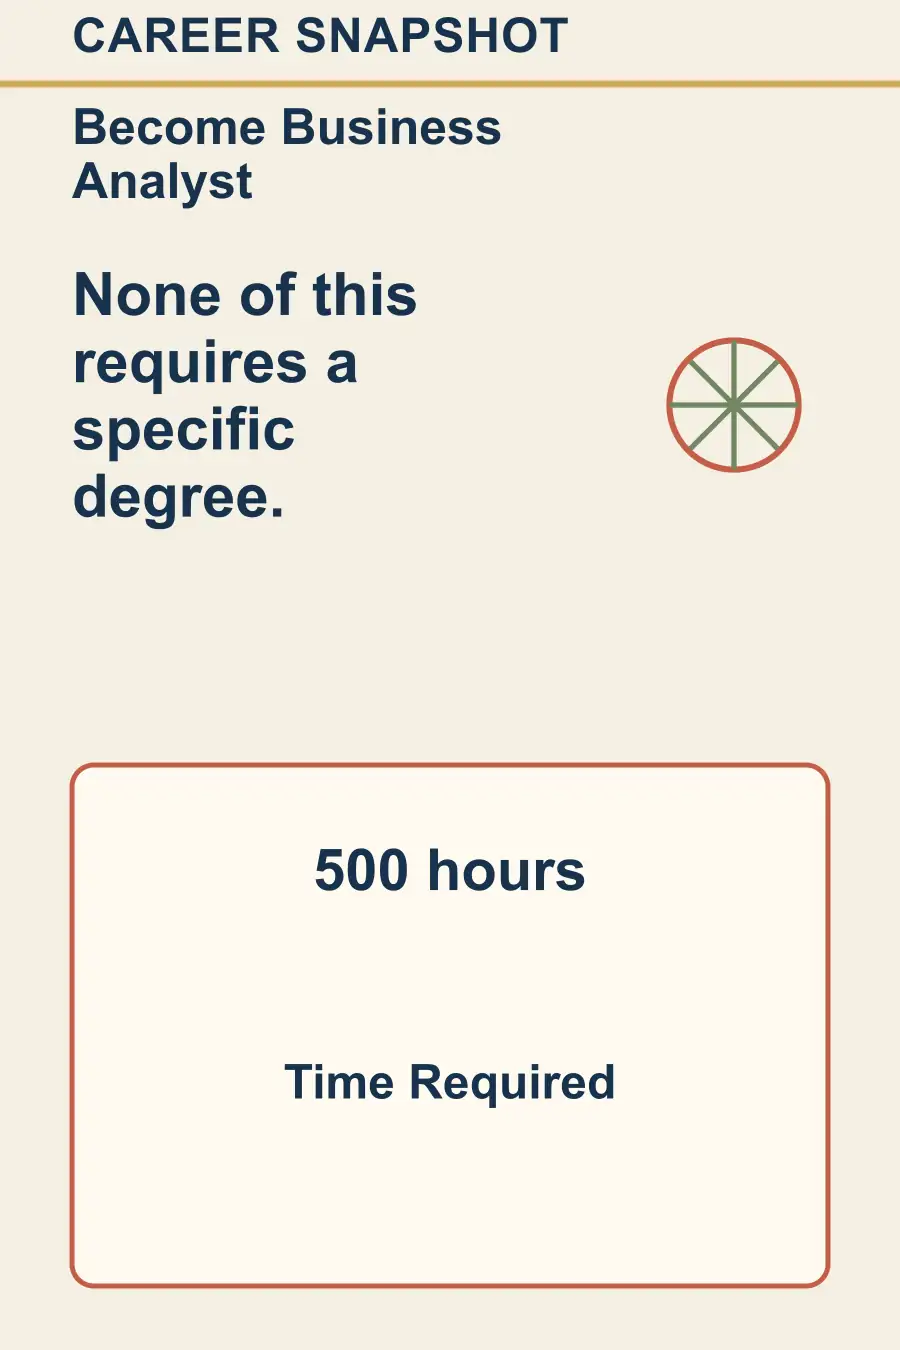 CAREER SNAPSHOT
Become Business
Analyst
None of this
requires a
specific
degree.
500 hours
Time Required